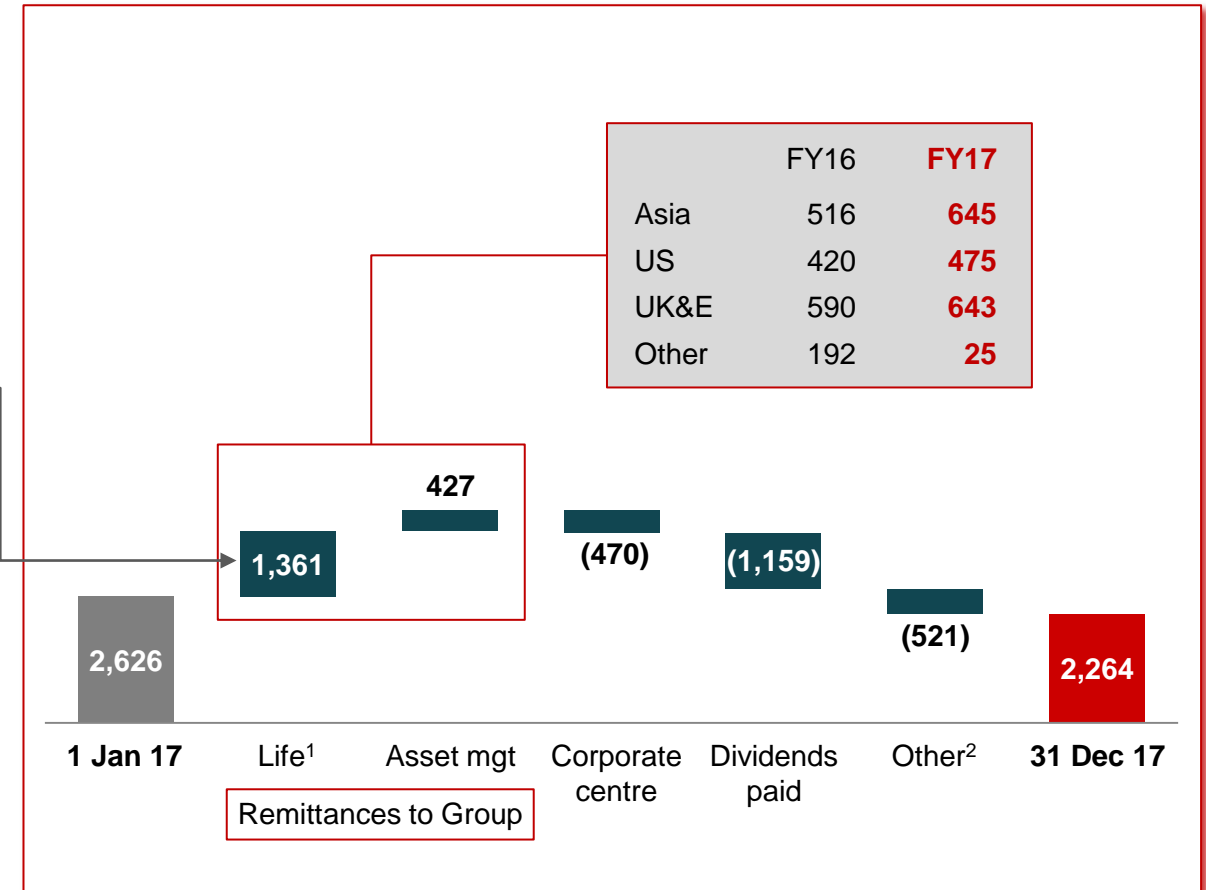 FY16 FY17
Asia 516 645
US 420 475
UK&E 590 643
Other 192 25
427
1,361
(470)
(1,159)
(521)
2,626
2,264
1 Jan 17 Life¹ Asset mgt Corporate centre Dividends paid Other² 31 Dec 17
Remittances to Group